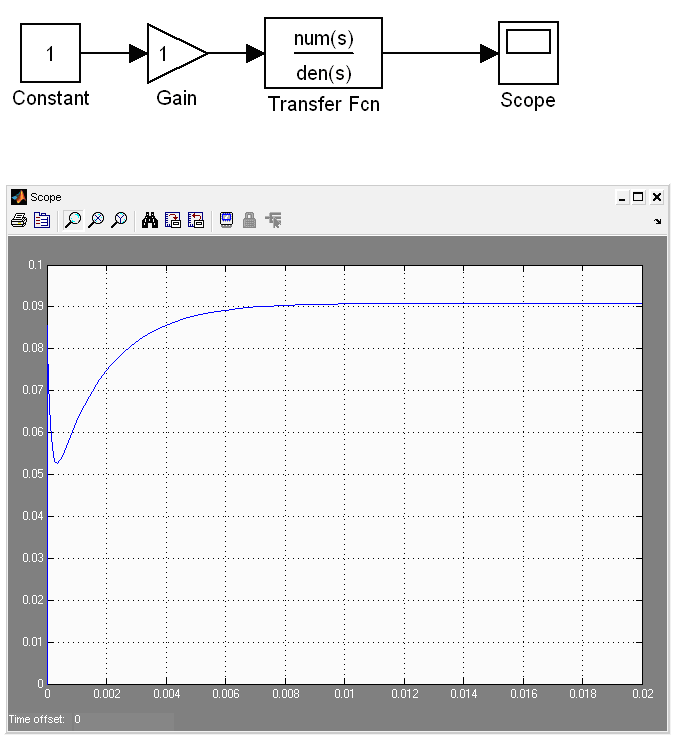 1
1
num(s)
den(s)
Constant
Gain
Transfer Fcn
Scope
Scope
0.1
0.09
0.08
0.07
0.06
0.05
0.04
0.03
0.02
0.01
0
0 0.002 0.004 0.006 0.008 0.01 0.012 0.014 0.016 0.018 0.02
Time offset: 0